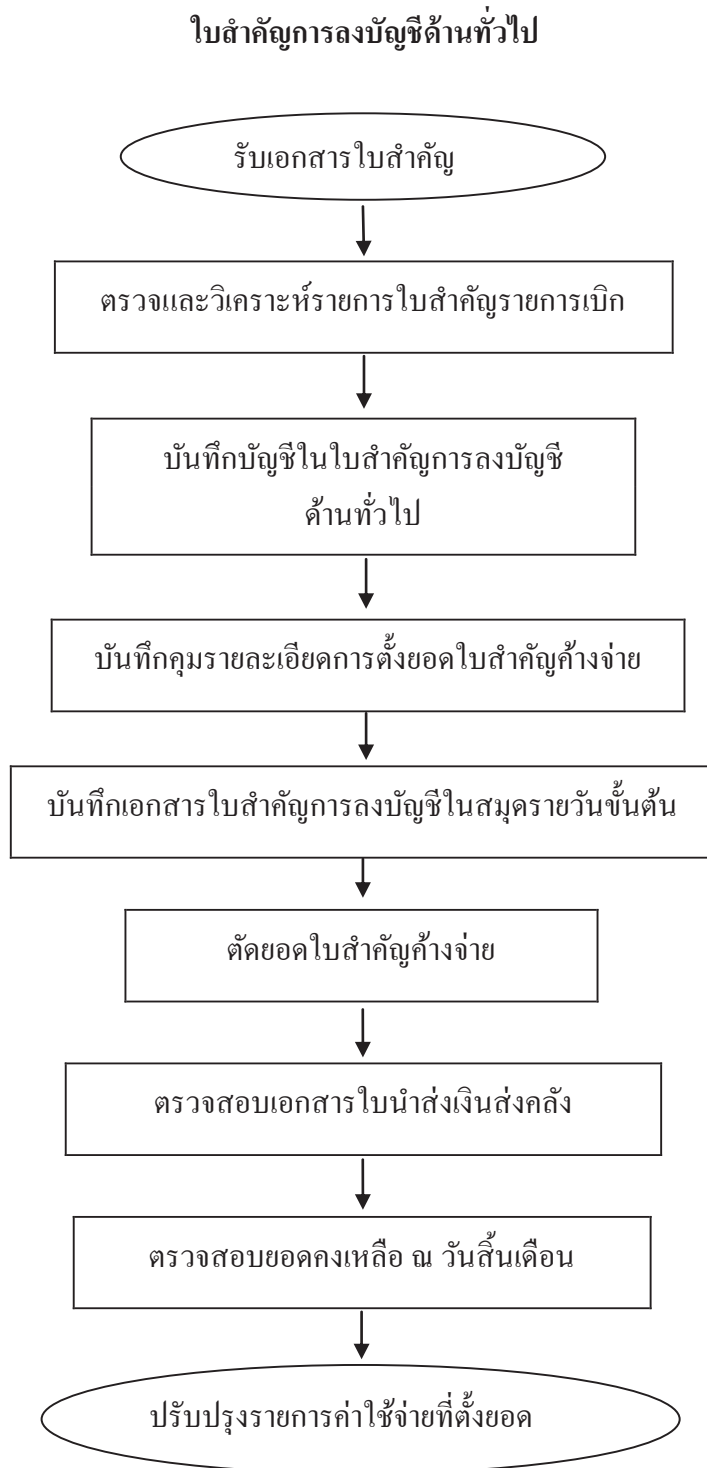 ใบสำคัญการลงบัญชีด้านทั่วไป
รับเอกสารใบสำคัญ
ตรวจและวิเคราะห์รายการใบสำคัญรายการเบิก
บันทึกบัญชีในใบสำคัญการลงบัญชี
ด้านทั่วไป
บันทึกคุมรายละเอียดการตั้งยอดใบสำคัญค้างจ่าย
บันทึกเอกสารใบสำคัญการลงบัญชีในสมุดรายวันขั้นต้น
ตัดยอดใบสำคัญค้างจ่าย
ตรวจสอบเอกสารใบนำส่งเงินส่งคลัง
ตรวจสอบยอดคงเหลือ ณ วันสิ้นเดือน
ปรับปรุงรายการค่าใช้จ่ายที่ตั้งยอด